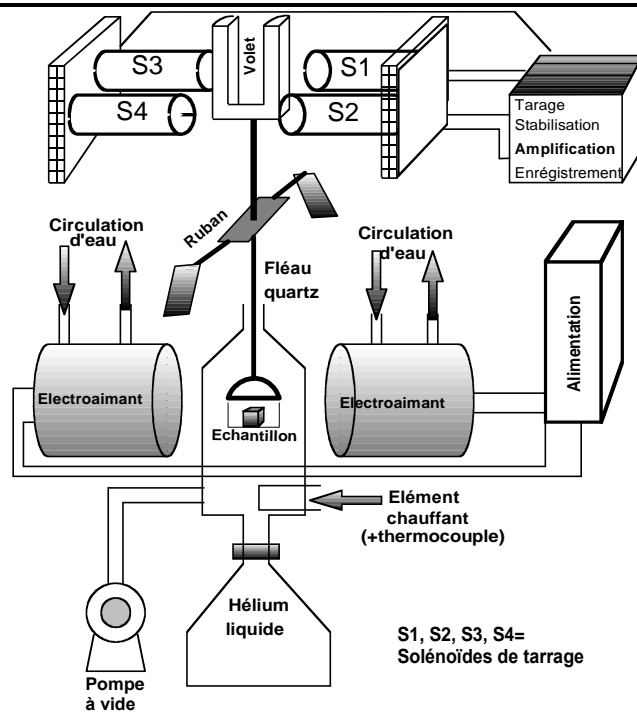 S3
Volet
S1
S4
S2
Tarage
Stabilisation
Amplification
Enrégistrement
Ruban
Circulation
d'eau
Circulation
d'eau
Fléau
quartz
Alimentation
Electroaimant
Electroaimant
Echantillon
Elément
chauffant
(+thermocouple)
Hélium
liquide
S1, S2, S3, S4=
Solénoïdes de tarrage
Pompe
à vide